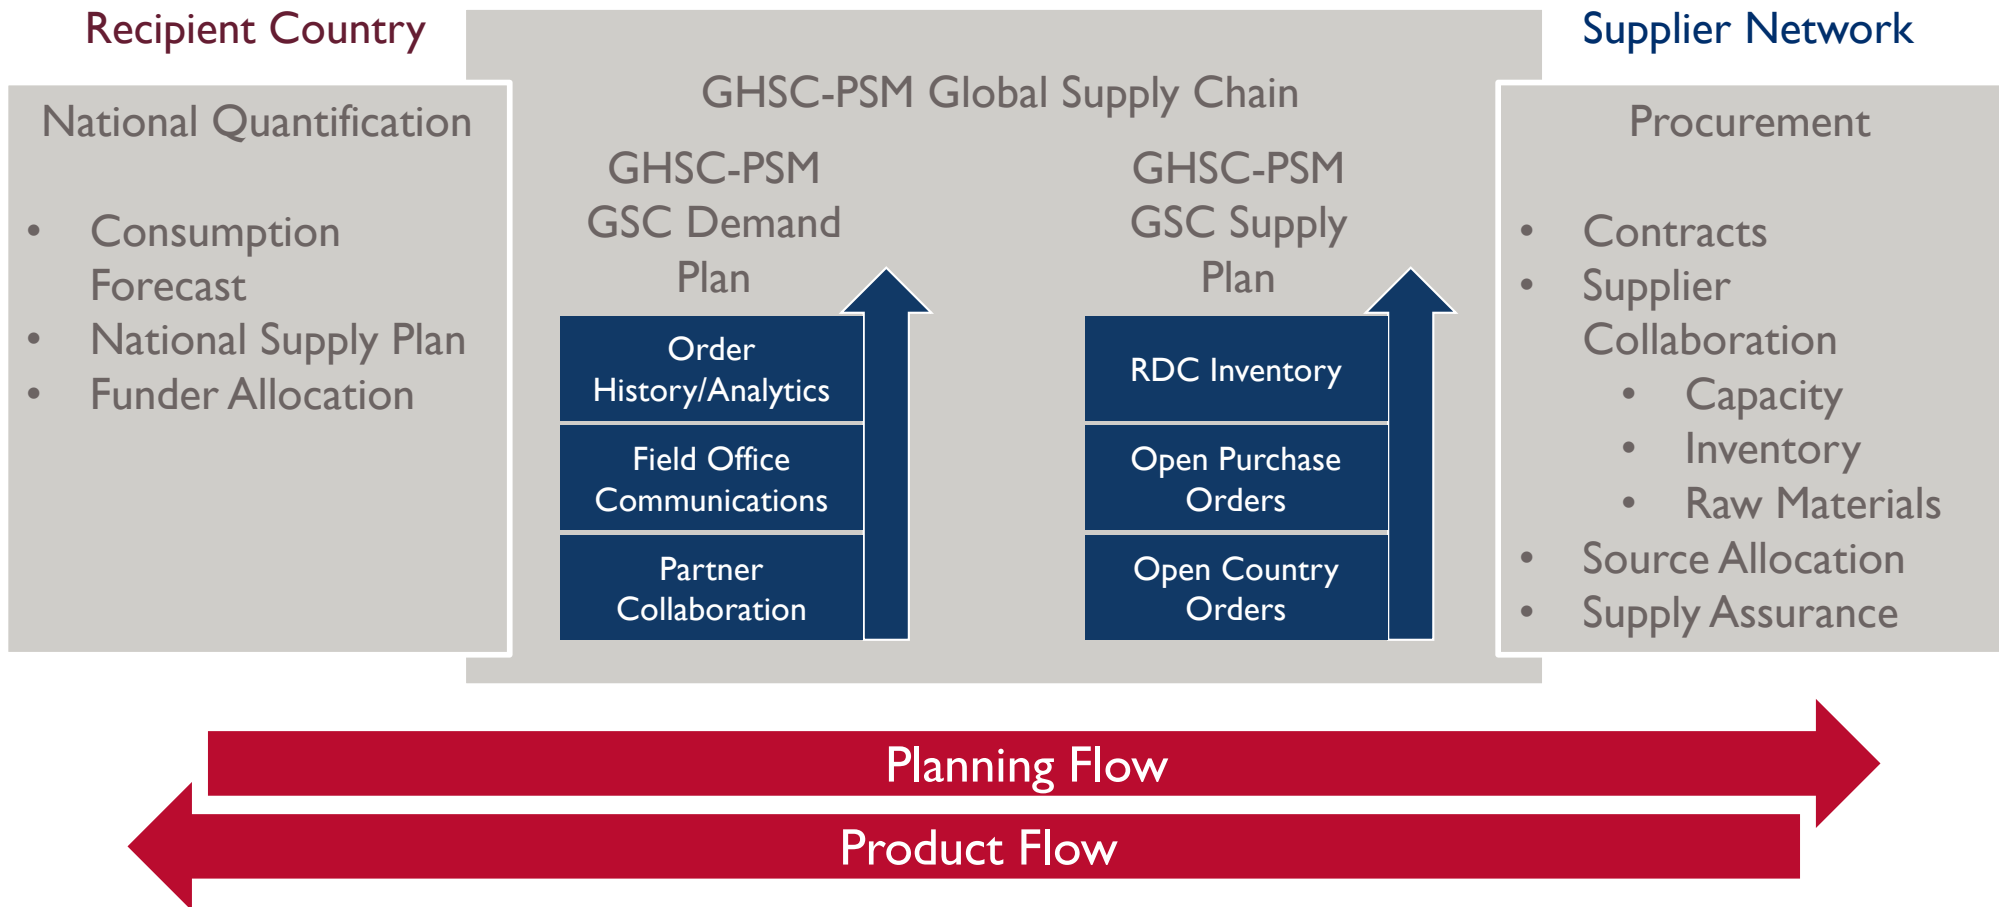 Recipient Country
National Quantification
• Consumption
Forecast
• National Supply Plan
• Funder Allocation
GHSC-PSM Global Supply Chain
GHSC-PSM
GSC Demand
Plan
Order
History/Analytics
Field Office
Communications
Partner
Collaboration
GHSC-PSM
GSC Supply
Plan
RDC Inventory
Open Purchase
Orders
Open Country
Orders
Supplier Network
Procurement
• Contracts
• Supplier
Collaboration
• Capacity
• Inventory
• Raw Materials
• Source Allocation
• Supply Assurance
Planning Flow
Product Flow